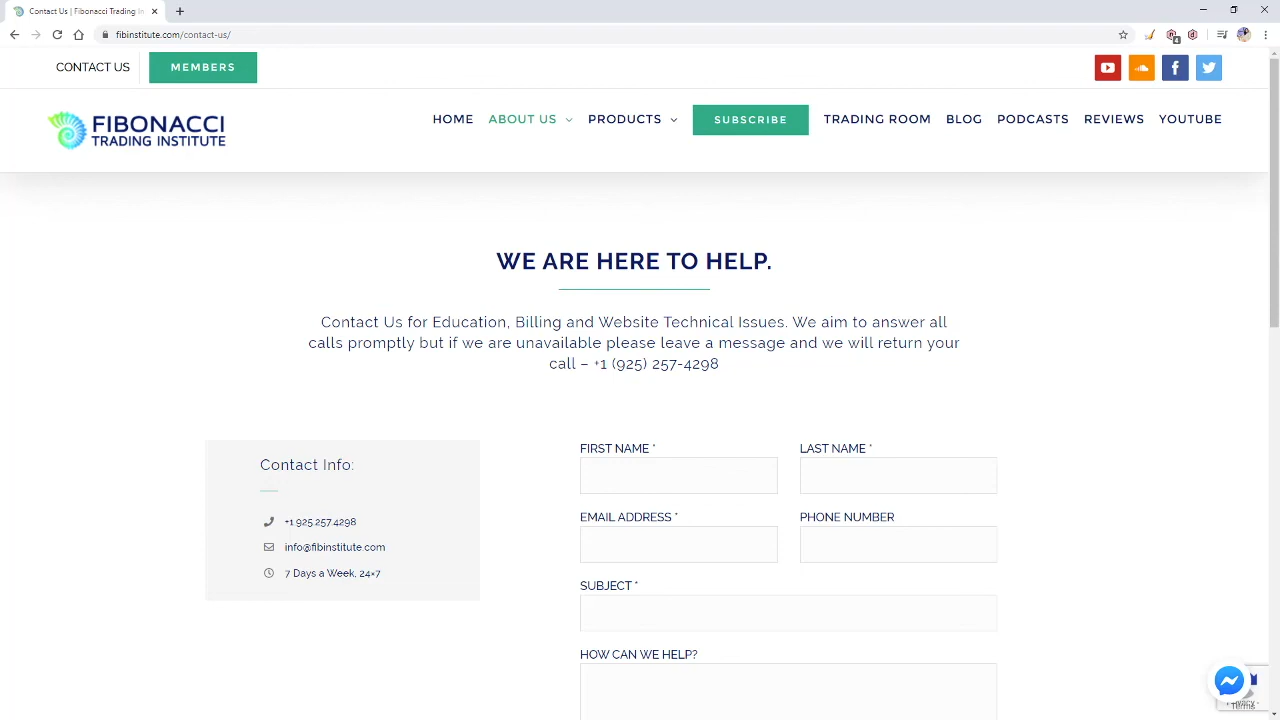 Contact Us | Fibonacci Trading In
fibinstitute.com/contact-us/
CONTACT US
MEMBERS
FIBONACCI
TRADING INSTITUTE
HOME
ABOUT US
PRODUCTS
SUBSCRIBE
TRADING ROOM
BLOG
PODCASTS
REVIEWS
YOUTUBE
WE ARE HERE TO HELP.
Contact Us for Education, Billing and Website Technical Issues. We aim to answer all
calls promptly but if we are unavailable please leave a message and we will return your
call – +1 (925) 257-4298
Contact Info:
+1.925.257.4298
info@fibinstitute.com
7 Days a Week, 24×7
FIRST NAME *
LAST NAME *
EMAIL ADDRESS *
PHONE NUMBER
SUBJECT *
HOW CAN WE HELP?
Terms